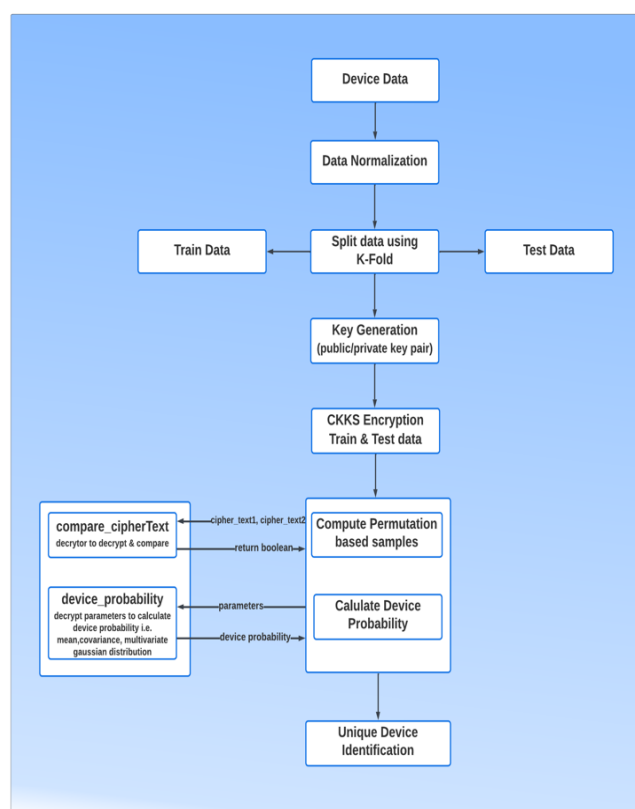 Device Data
Data Normalization
Train Data
Split data using
K-Fold
Test Data
Key Generation
(public/private key pair)
CKKS Encryption
Train & Test data
compare_cipherText
decrytor to decrypt & compare
cipher_text1, cipher_text2
return boolean
Compute Permutation
based samples
device_probability
decrypt parameters to calculate
device probability i.e.
mean,covariance, multivariate
gaussian distribution
parameters
device probability
Calulate Device
Probability
Unique Device
Identification